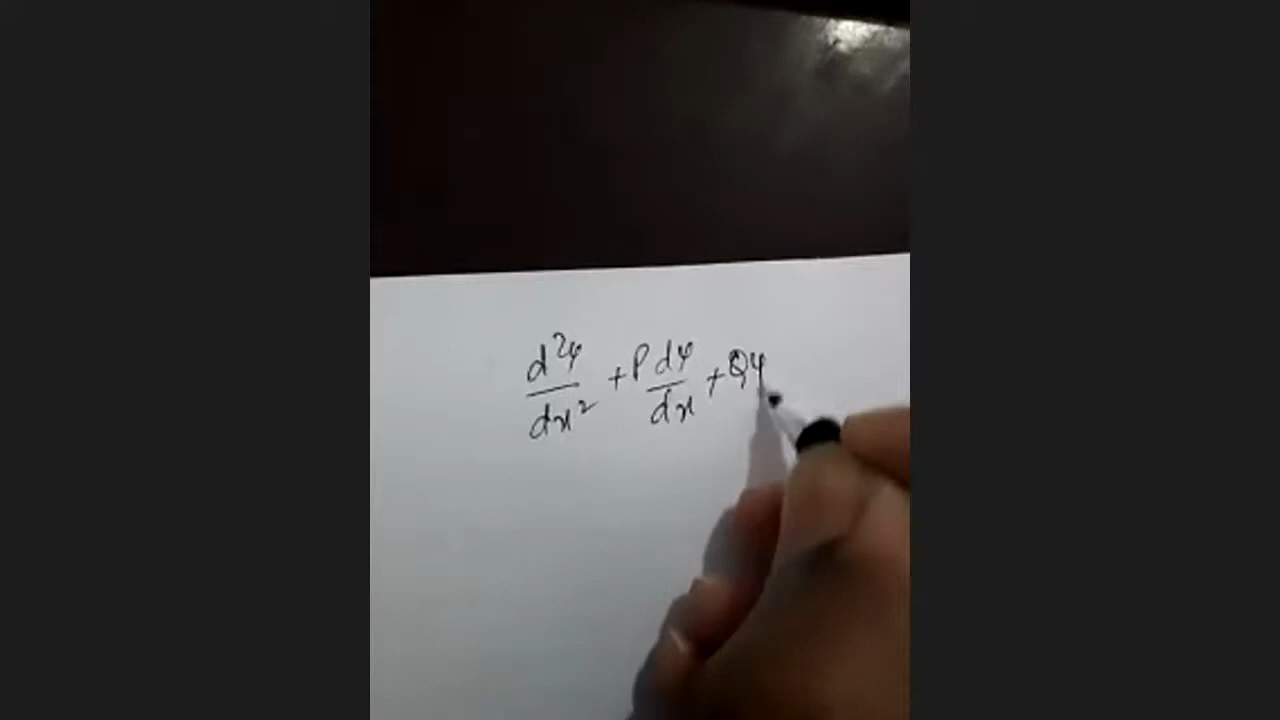 d²y/dx² + P dy/dx + Qy